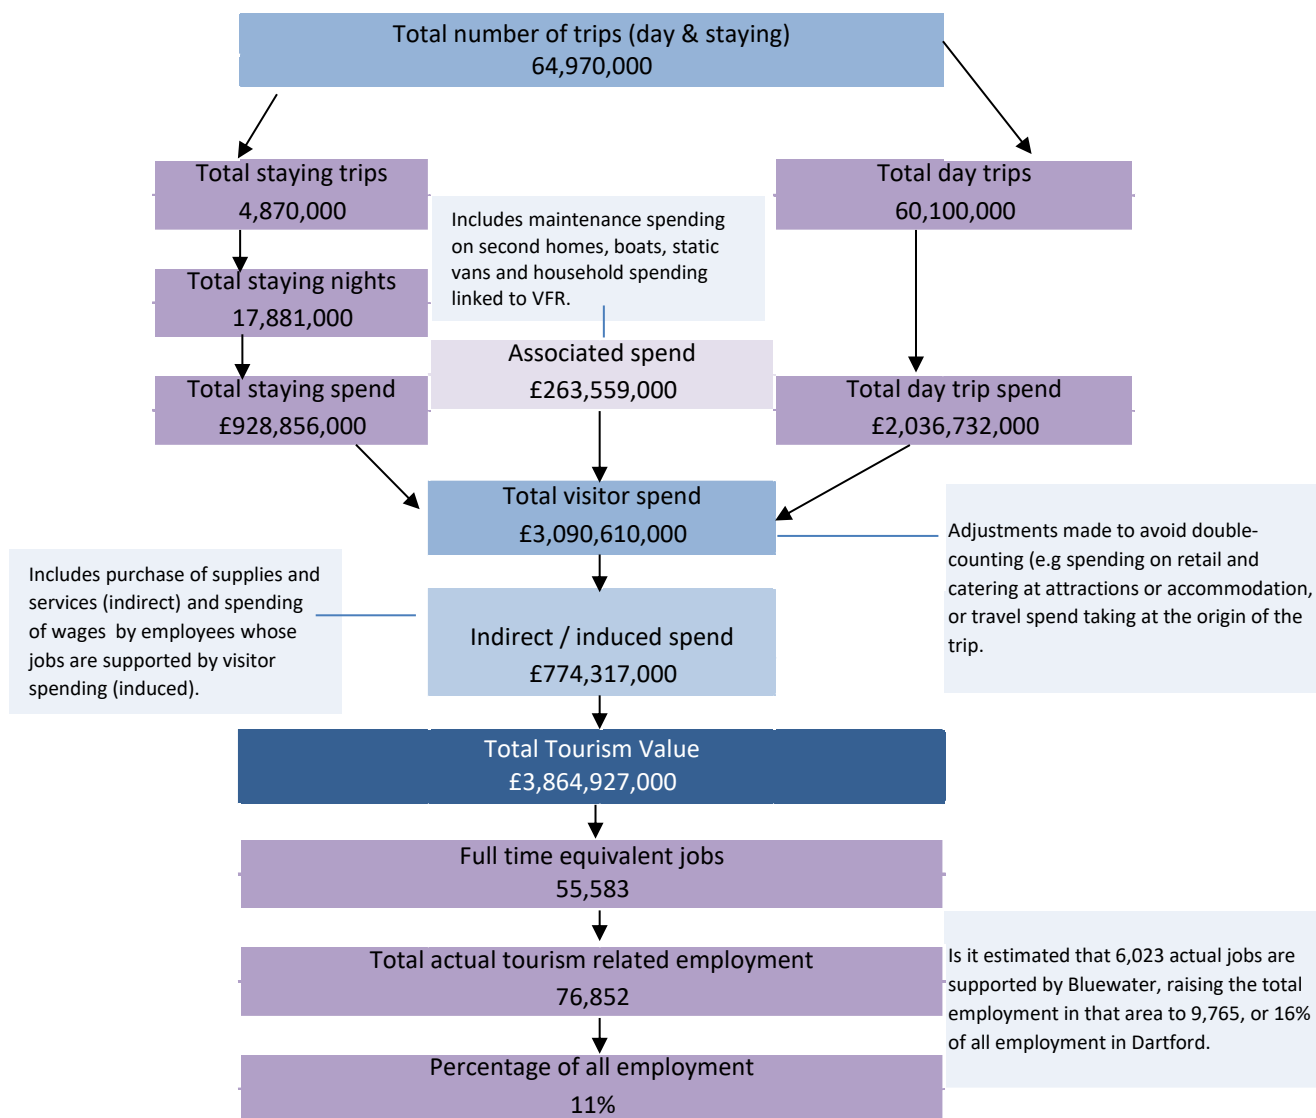 Total number of trips (day & staying)
64,970,000
Total staying trips
4,870,000
Total day trips
60,100,000
Includes maintenance spending
on second homes, boats, static
vans and household spending
linked to VFR.
Total staying nights
17,881,000
Associated spend
£263,559,000
Total staying spend
£928,856,000
Total day trip spend
£2,036,732,000
Total visitor spend
£3,090,610,000
Adjustments made to avoid double-
counting (e.g spending on retail and
catering at attractions or accommodation,
or travel spend taking at the origin of the
trip.
Includes purchase of supplies and
services (indirect) and spending
of wages by employees whose
jobs are supported by visitor
spending (induced).
Indirect / induced spend
£774,317,000
Total Tourism Value
£3,864,927,000
Full time equivalent jobs
55,583
Total actual tourism related employment
76,852
Is it estimated that 6,023 actual jobs are
supported by Bluewater, raising the total
employment in that area to 9,765, or 16%
of all employment in Dartford.
Percentage of all employment
11%